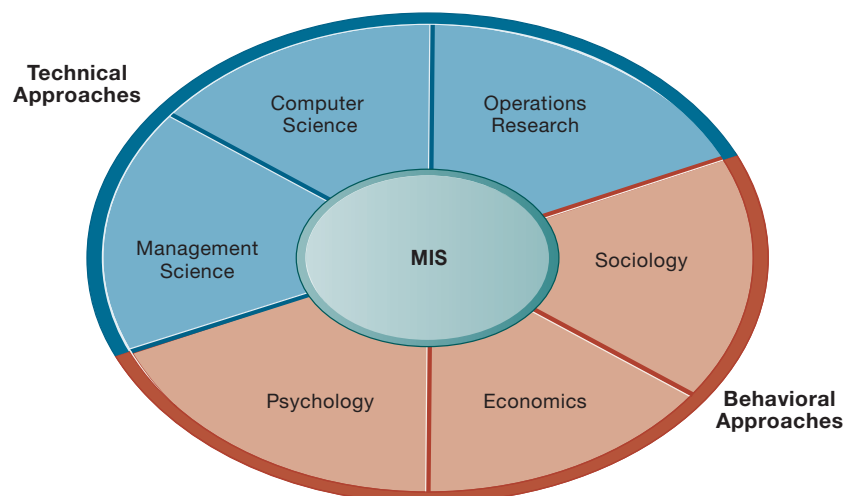 Technical
Approaches
Computer
Science
Operations
Research
Management
Science
MIS
Sociology
Psychology
Economics
Behavioral
Approaches